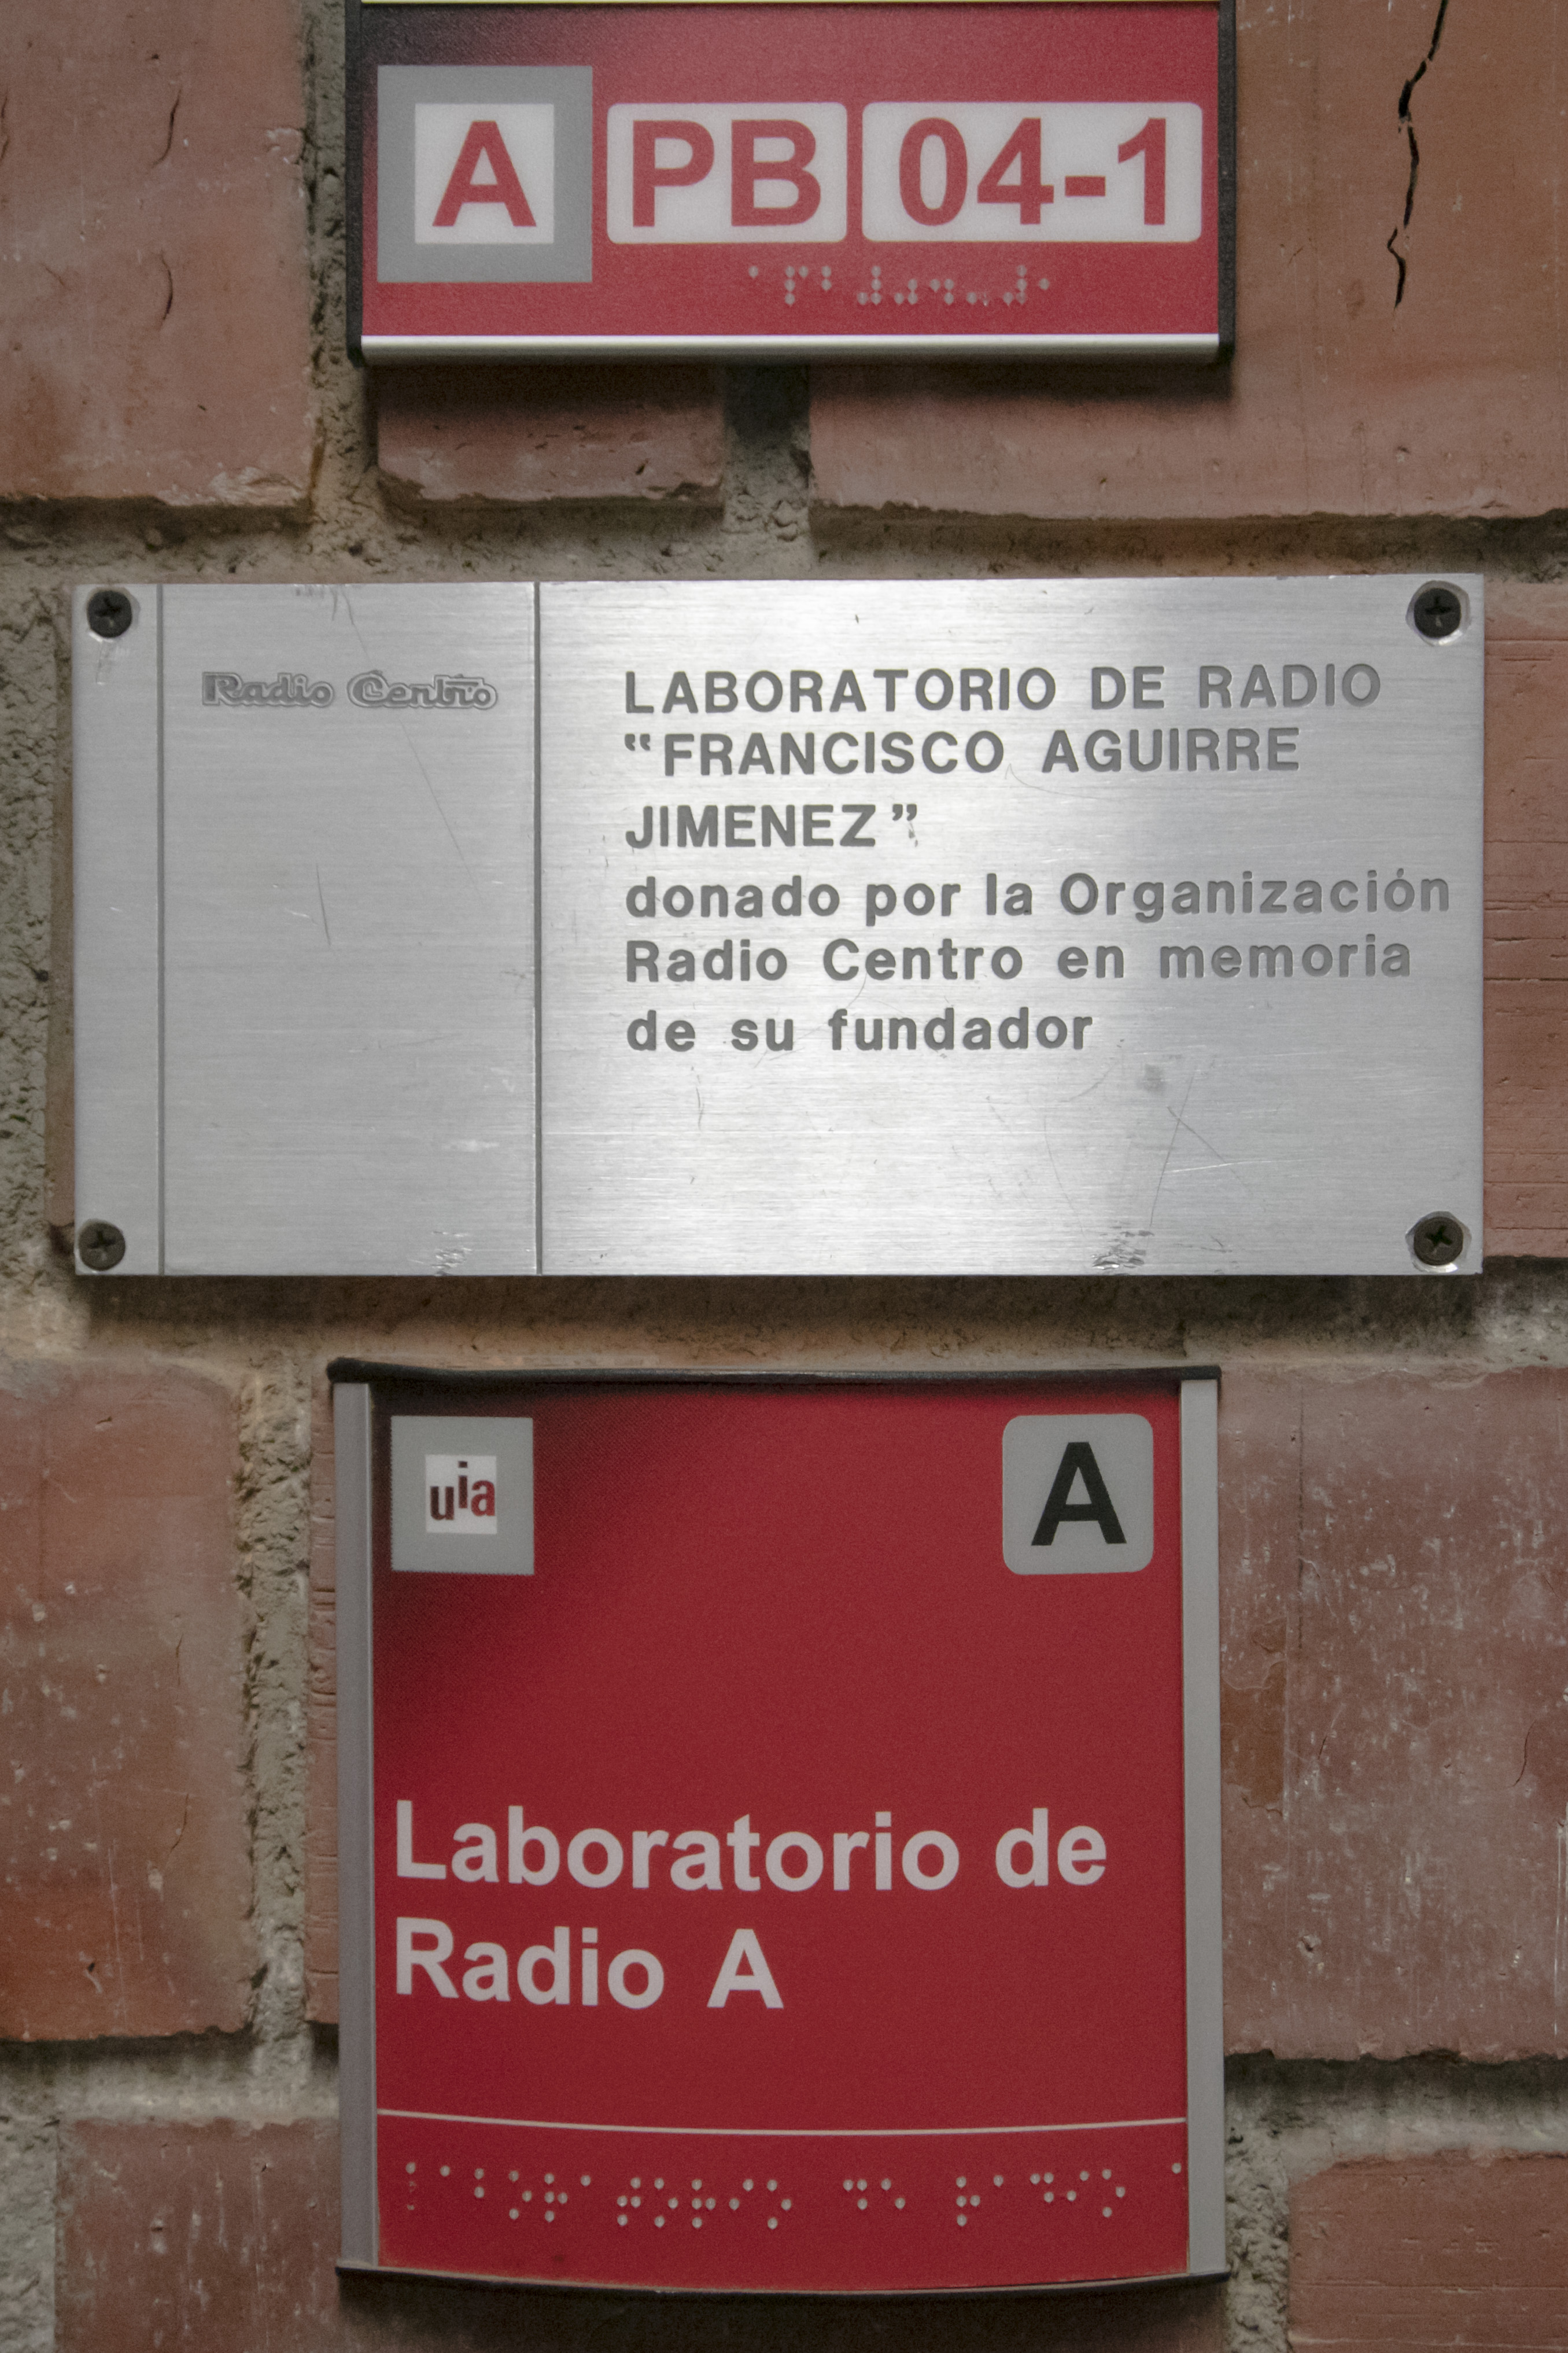 A PB 04-1
⠁⠏⠃ ⠼⠚⠙⠤⠼⠁
Radio Centro
LABORATORIO DE RADIO
“FRANCISCO AGUIRRE
JIMENEZ”
donado por la Organización
Radio Centro en memoria
de su fundador
uia
A
Laboratorio de
Radio A
⠇⠁⠃⠕⠗⠁⠞⠕⠗⠊⠕ ⠙⠑ ⠗⠁⠙⠊⠕ ⠁